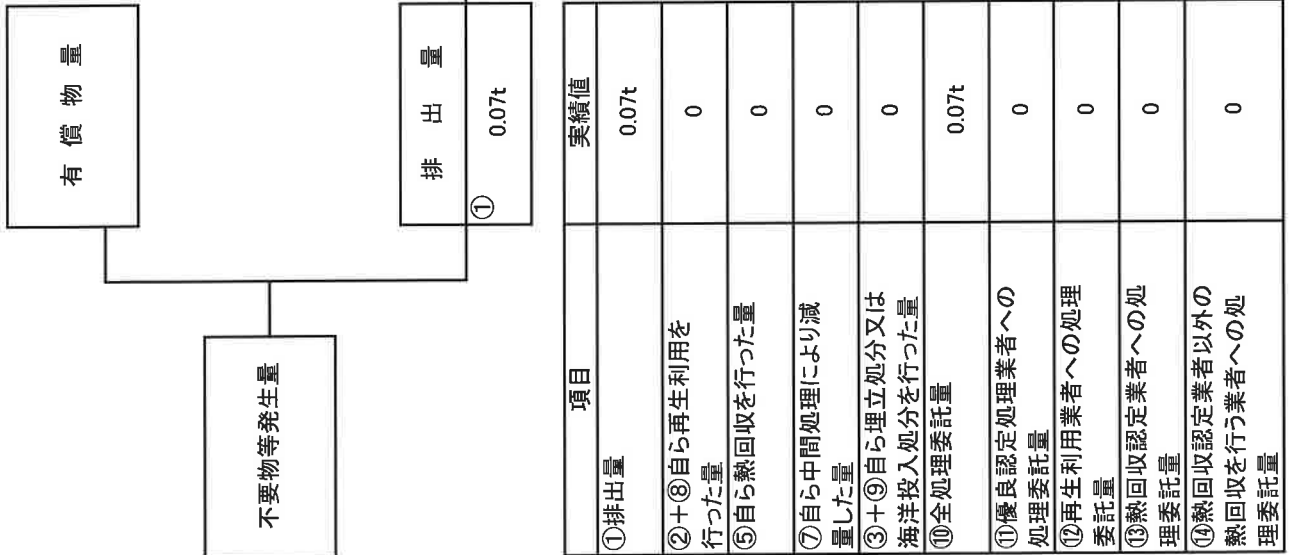 有償物量
不要物等発生量
排出量
①
0.07t
項目
実績値
①排出量
0.07t
②+⑧自ら再生利用を
行った量
0
⑤自ら熱回収を行った量
0
⑦自ら中間処理により減
量した量
0
③+⑨自ら埋立処分又は
海洋投入処分を行った量
0
⑩全処理委託量
0.07t
⑪優良認定処理業者への
処理委託量
0
⑫再生利用業者への処理
委託量
0
⑬熱回収認定業者への処
理委託量
0
⑭熱回収認定業者以外の
熱回収を行う業者への処
理委託量
0